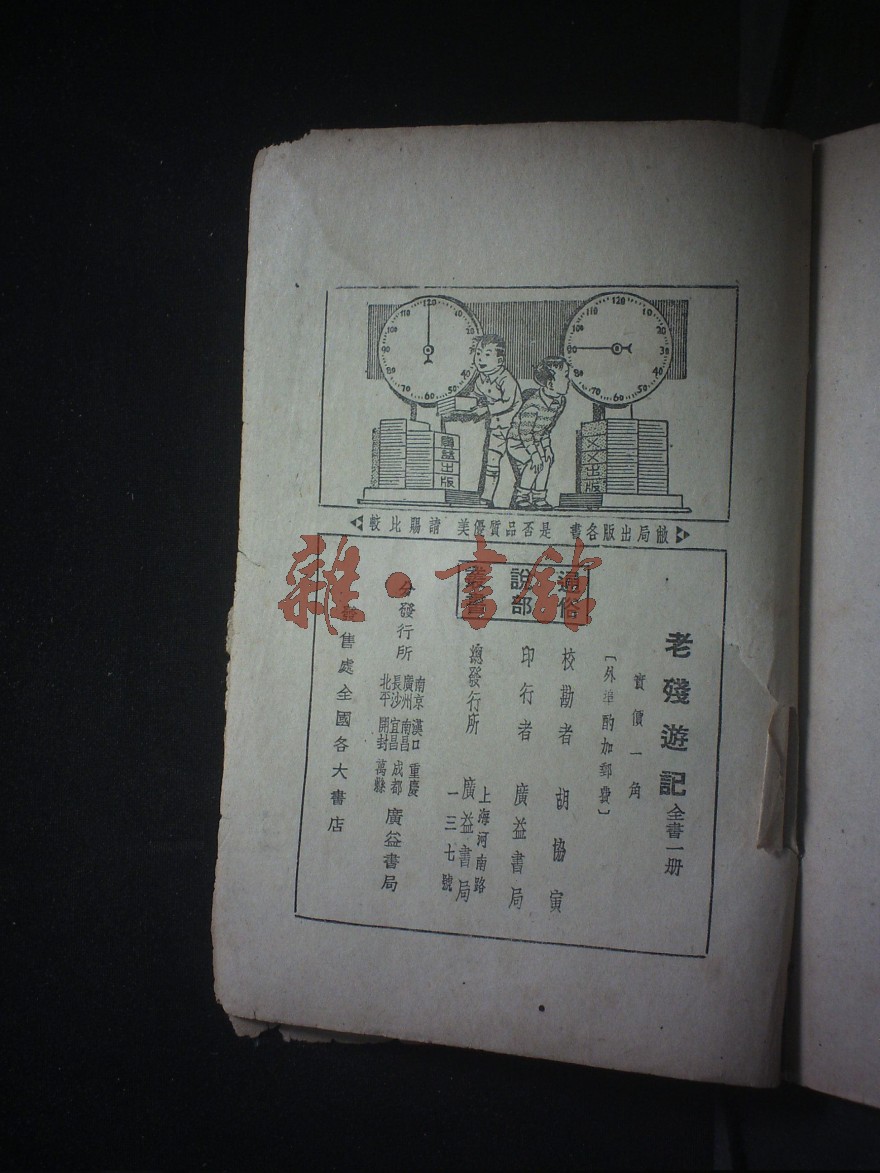 廣益出版
××出版
敝局出版各書 是否品質優美 請賜比較
老殘遊記 全書一册
實價一角
〔外埠酌加郵費〕
通俗說部叢書
校勘者 胡協寅
印行者 廣益書局
總發行所 廣益書局
上海河南路
一三七號
分發行所
南京 漢口 重慶
廣州 南昌
長沙 宜昌 成都
北平 開封 萬縣
廣益書局
售處全國各大書店
雜·書館